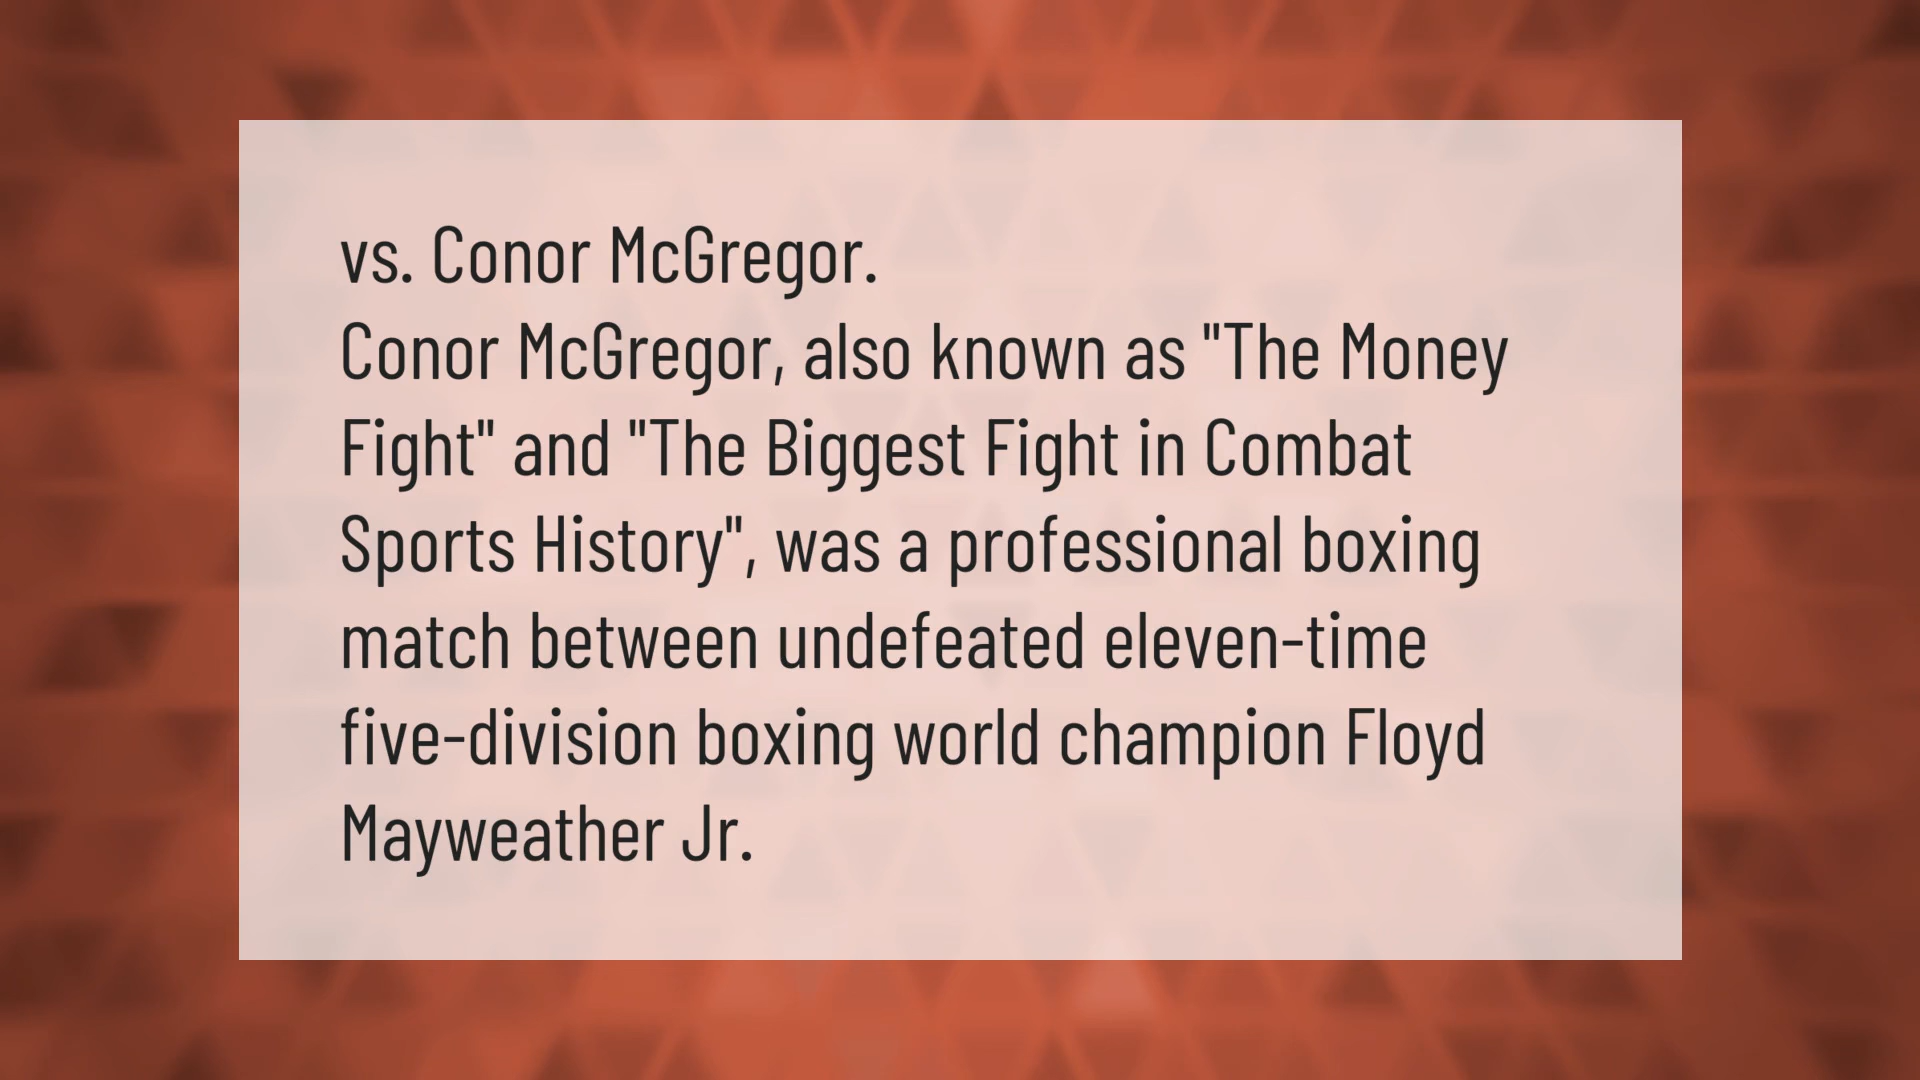 vs. Conor McGregor.
Conor McGregor, also known as "The Money
Fight" and "The Biggest Fight in Combat
Sports History", was a professional boxing
match between undefeated eleven-time
five-division boxing world champion Floyd
Mayweather Jr.